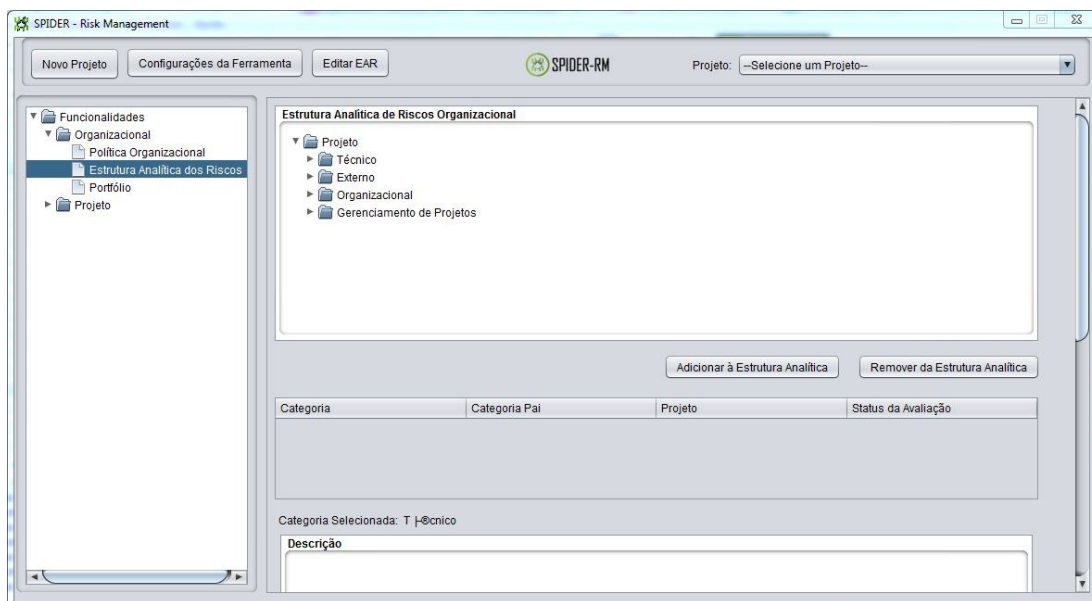 SPIDER - Risk Management
Novo Projeto Configurações da Ferramenta Editar EAR SPIDER-RM Projeto: --Selecione um Projeto--
Funcionalidades
Organizacional
Política Organizacional
Estrutura Analítica dos Riscos
Portfólio
Projeto
Estrutura Analítica de Riscos Organizacional
Projeto
Técnico
Externo
Organizacional
Gerenciamento de Projetos
Adicionar à Estrutura Analítica Remover da Estrutura Analítica
Categoria Categoria Pai Projeto Status da Avaliação
Categoria Selecionada: T ├®cnico
Descrição